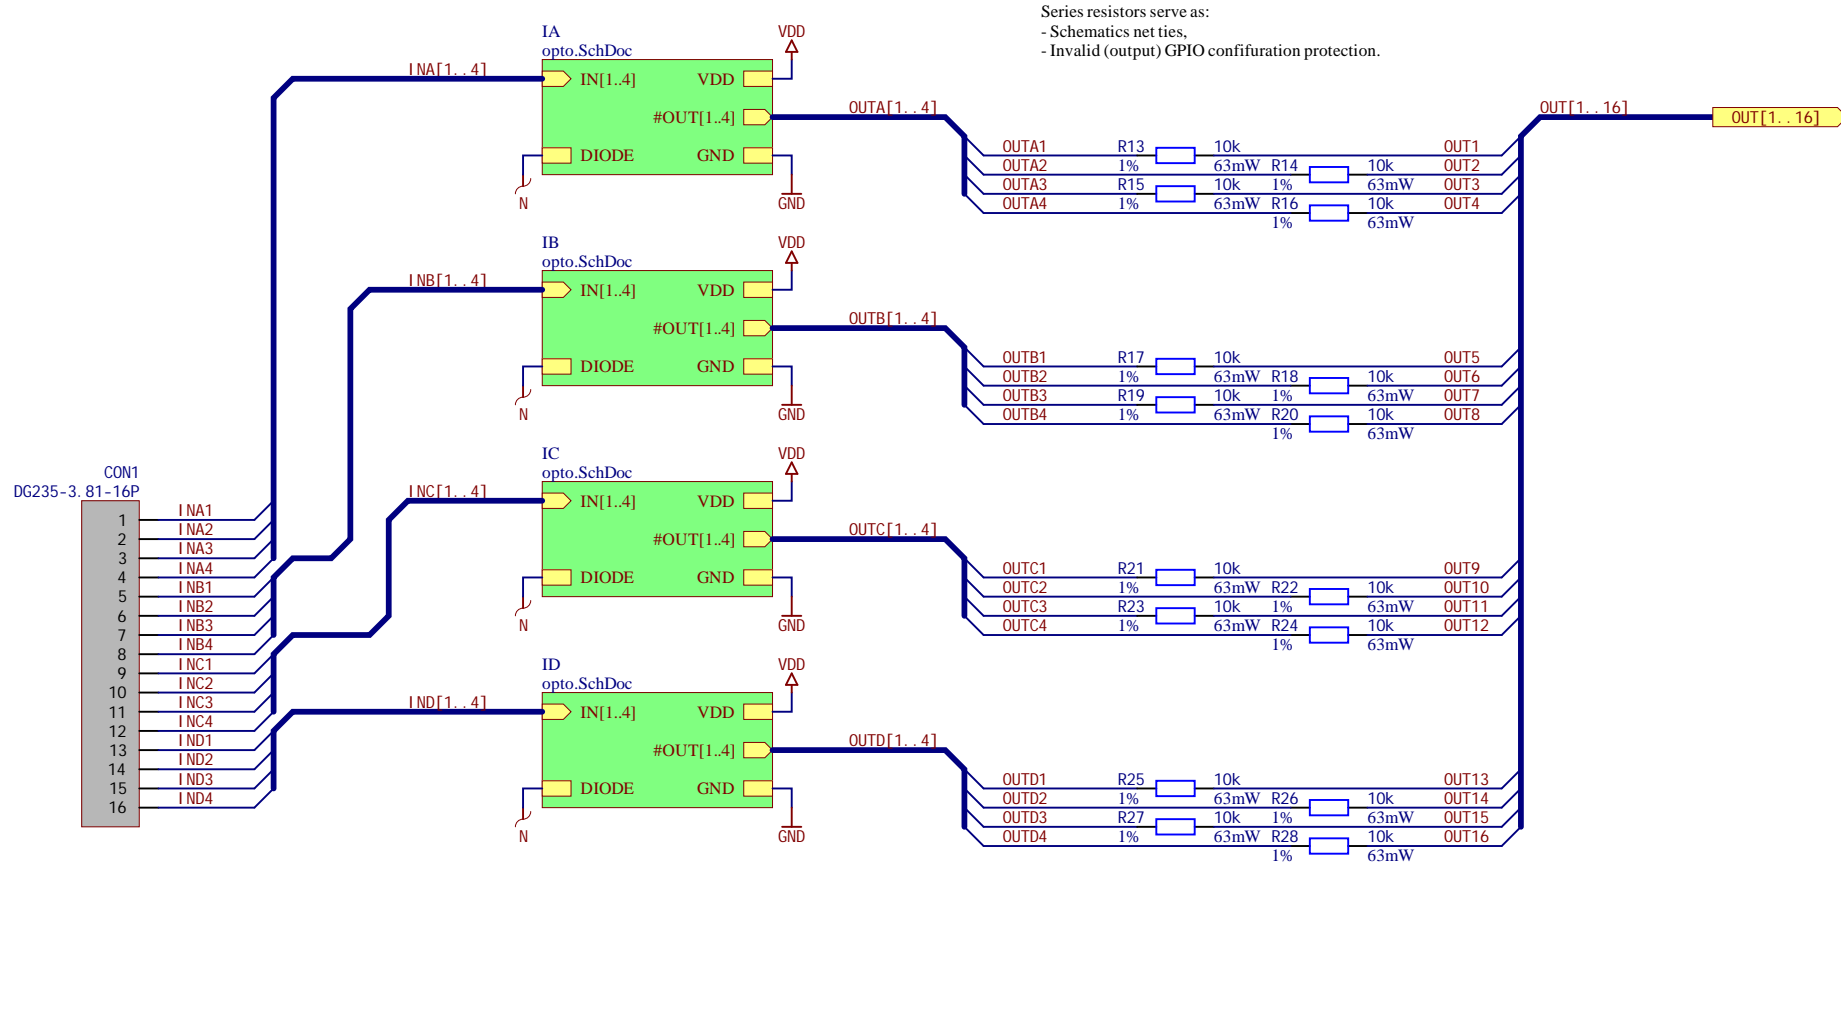 Series resistors serve as:
- Schematics net ties,
- Invalid (output) GPIO confifuration protection.
IA
opto.SchDoc
VDD
INA[1..4]
IN[1..4]
VDD
#OUT[1..4]
OUTA[1..4]
DIODE
GND
N
GND
OUT[1..16]
OUT[1..16]
OUTA1
R13
10k
OUT1
OUTA2
1%
63mW
R14
10k
OUT2
OUTA3
R15
10k
1%
63mW
OUT3
OUTA4
1%
63mW
R16
10k
OUT4
1%
63mW
IB
opto.SchDoc
VDD
INB[1..4]
IN[1..4]
VDD
#OUT[1..4]
OUTB[1..4]
DIODE
GND
N
GND
OUTB1
R17
10k
OUT5
OUTB2
1%
63mW
R18
10k
OUT6
OUTB3
R19
10k
1%
63mW
OUT7
OUTB4
1%
63mW
R20
10k
OUT8
1%
63mW
IC
opto.SchDoc
VDD
INC[1..4]
IN[1..4]
VDD
#OUT[1..4]
OUTC[1..4]
DIODE
GND
N
GND
OUTC1
R21
10k
OUT9
OUTC2
1%
63mW
R22
10k
OUT10
OUTC3
R23
10k
1%
63mW
OUT11
OUTC4
1%
63mW
R24
10k
OUT12
1%
63mW
ID
opto.SchDoc
VDD
IND[1..4]
IN[1..4]
VDD
#OUT[1..4]
OUTD[1..4]
DIODE
GND
N
GND
OUTD1
R25
10k
OUT13
OUTD2
1%
63mW
R26
10k
OUT14
OUTD3
R27
10k
1%
63mW
OUT15
OUTD4
1%
63mW
R28
10k
OUT16
1%
63mW
CON1
DG235-3.81-16P
1
INA1
2
INA2
3
INA3
4
INA4
5
INB1
6
INB2
7
INB3
8
INB4
9
INC1
10
INC2
11
INC3
12
INC4
13
IND1
14
IND2
15
IND3
16
IND4